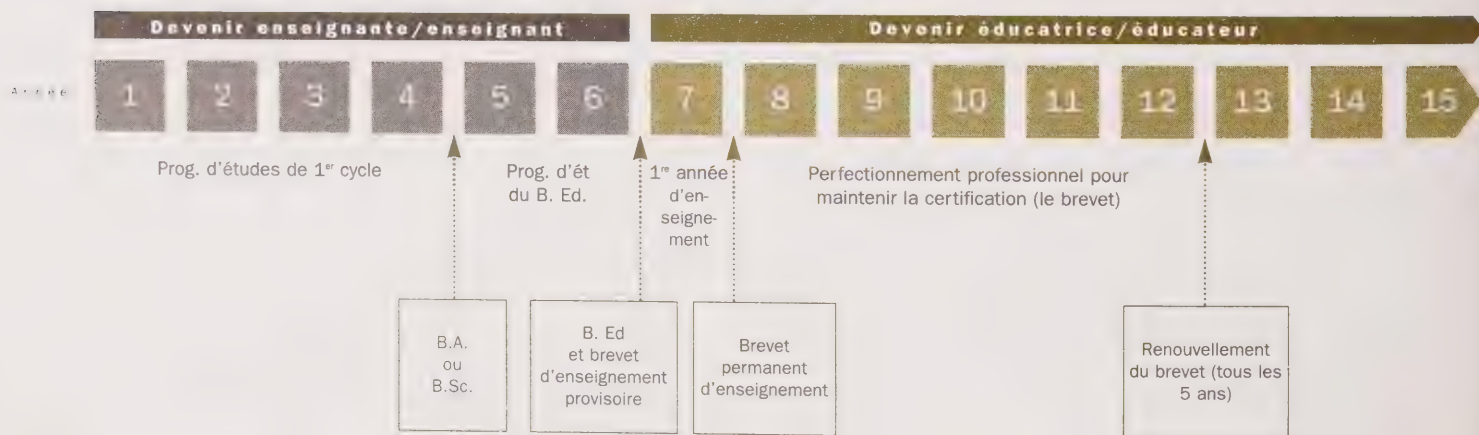 Devenir enseignante/enseignant
Devenir éducatrice/éducateur
Année
1 2 3 4 5 6 7 8 9 10 11 12 13 14 15
Prog. d'études de 1er cycle
Prog. d'ét
du B. Ed.
1re année
d'en-
seigne-
ment
Perfectionnement professionnel pour
maintenir la certification (le brevet)
B.A.
ou
B.Sc.
B. Ed
et brevet
d'enseignement
provisoire
Brevet
permanent
d'enseignement
Renouvellement
du brevet (tous les
5 ans)